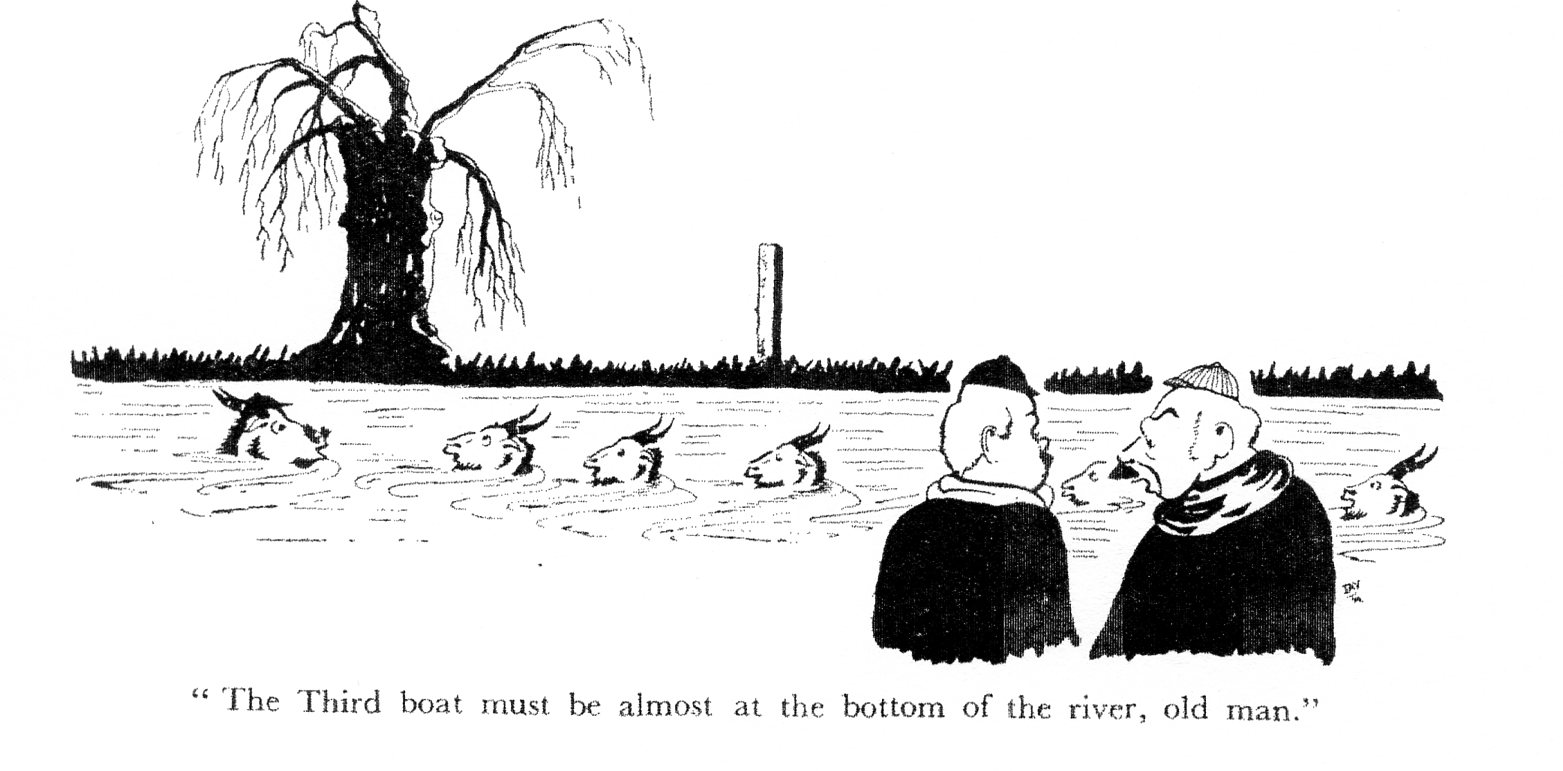 “ The Third boat must be almost at the bottom of the river, old man.”